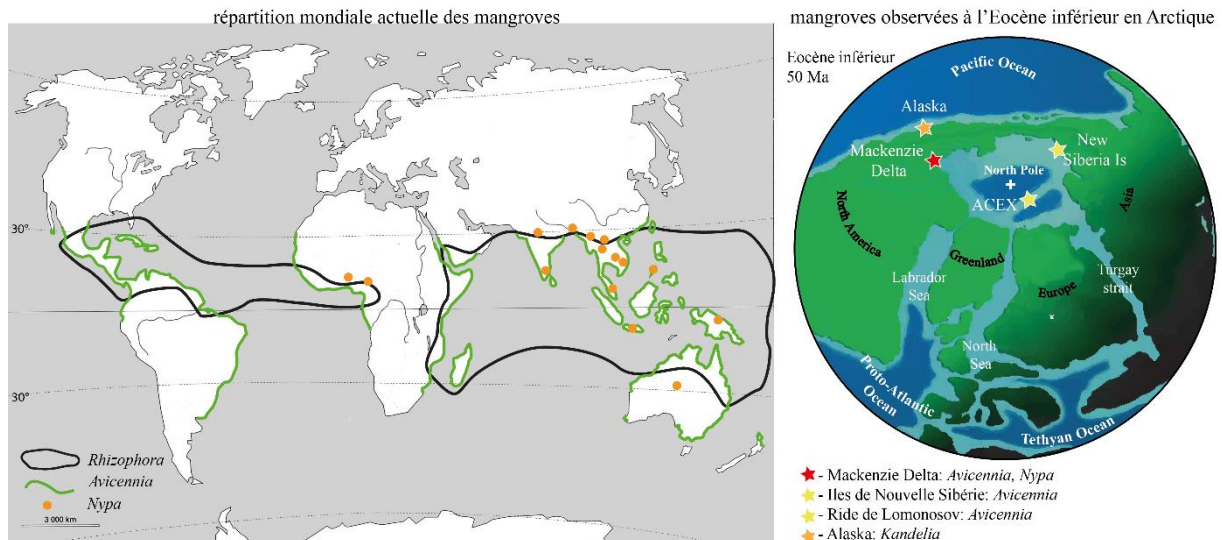 répartition mondiale actuelle des mangroves
30°
30°
Rhizophora
Avicennia
Nypa
3 000 km
mangroves observées à l'Eocène inférieur en Arctique
Eocène inférieur
50 Ma
Pacific Ocean
Alaska
Mackenzie
Delta
New
Siberia Is
North Pole
ACEX
North America
Asia
Greenland
Labrador
Sea
Europe
Turgay
strait
North
Sea
Proto-Atlantic
Ocean
Tethyan Ocean
- Mackenzie Delta: Avicennia, Nypa
- Iles de Nouvelle Sibérie: Avicennia
- Ride de Lomonosov: Avicennia
- Alaska: Kandelia